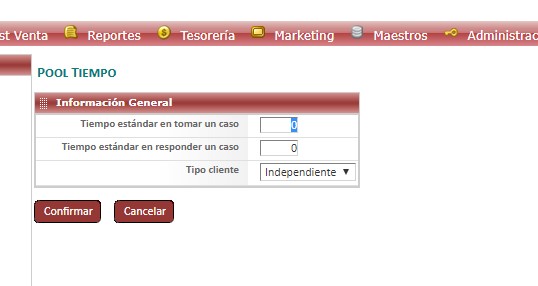 st Venta Reportes Tesorería Marketing Maestros Administrac
POOL TIEMPO
Información General
Tiempo estándar en tomar un caso 0
Tiempo estándar en responder un caso 0
Tipo cliente Independiente
Confirmar Cancelar